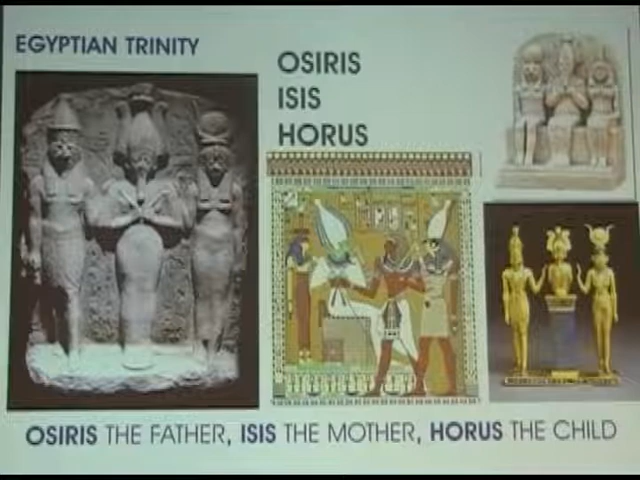 EGYPTIAN TRINITY
OSIRIS
ISIS
HORUS
OSIRIS THE FATHER, ISIS THE MOTHER, HORUS THE CHILD